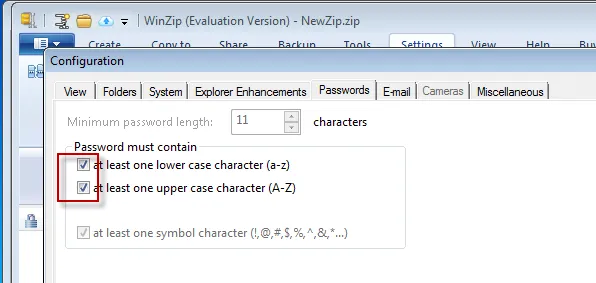 WinZip (Evaluation Version) - NewZip.zip
Create Copy to Share Backup Tools Settings View Help Buy
Configuration
View Folders System Explorer Enhancements Passwords E-mail Cameras Miscellaneous
Minimum password length: 11 characters
Password must contain
at least one lower case character (a-z)
at least one upper case character (A-Z)
at least one symbol character (!,@,#,$,%,^,&,*...)